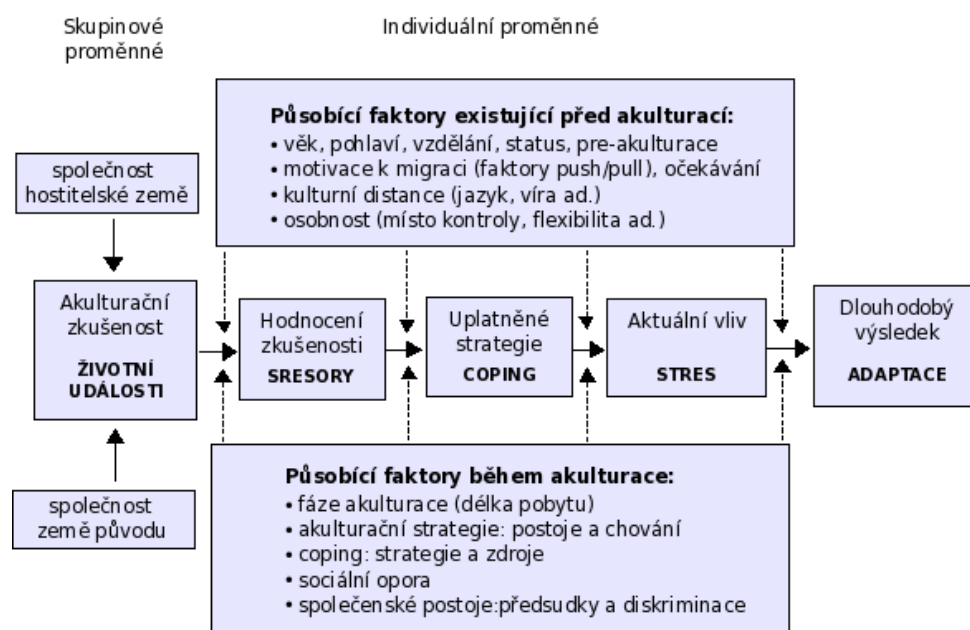 Skupinové
proměnné
Individuální proměnné
Působící faktory existující před akulturací:
• věk, pohlaví, vzdělání, status, pre-akulturace
• motivace k migraci (faktory push/pull), očekávání
• kulturní distance (jazyk, víra ad.)
• osobnost (místo kontroly, flexibilita ad.)
společnost
hostitelské země
Akulturační
zkušenost
ŽIVOTNÍ
UDÁLOSTI
Hodnocení
zkušenosti
SRESORY
Uplatněné
strategie
COPING
Aktuální vliv
STRES
Dlouhodobý
výsledek
ADAPTACE
společnost
země původu
Působící faktory během akulturace:
• fáze akulturace (délka pobytu)
• akulturační strategie: postoje a chování
• coping: strategie a zdroje
• sociální opora
• společenské postoje:předsudky a diskriminace